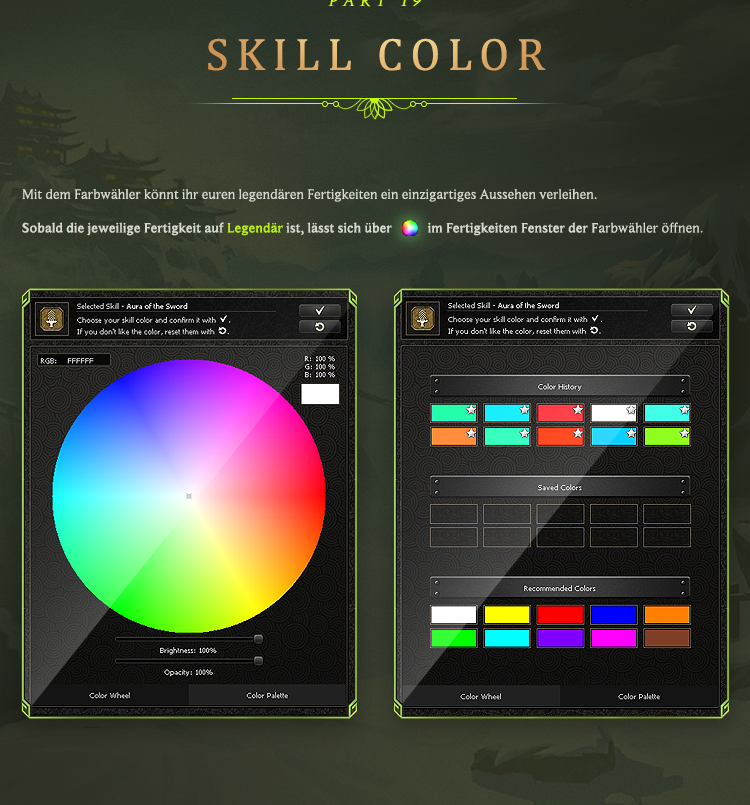 PART 19
SKILL COLOR
Mit dem Farbwähler könnt ihr euren legendären Fertigkeiten ein einzigartiges Aussehen verleihen.
Sobald die jeweilige Fertigkeit auf Legendär ist, lässt sich über im Fertigkeiten Fenster der Farbwähler öffnen.
Selected Skill - Aura of the Sword
Choose your skill color and confirm it with .
If you don't like the color, reset them with .
RGB: FFFFFF
R: 100 %
G: 100 %
B: 100 %
Brightness: 100%
Opacity: 100%
Color Wheel
Color Palette
Selected Skill - Aura of the Sword
Choose your skill color and confirm it with .
If you don't like the color, reset them with .
Color History
Saved Colors
Recommended Colors
Color Wheel
Color Palette